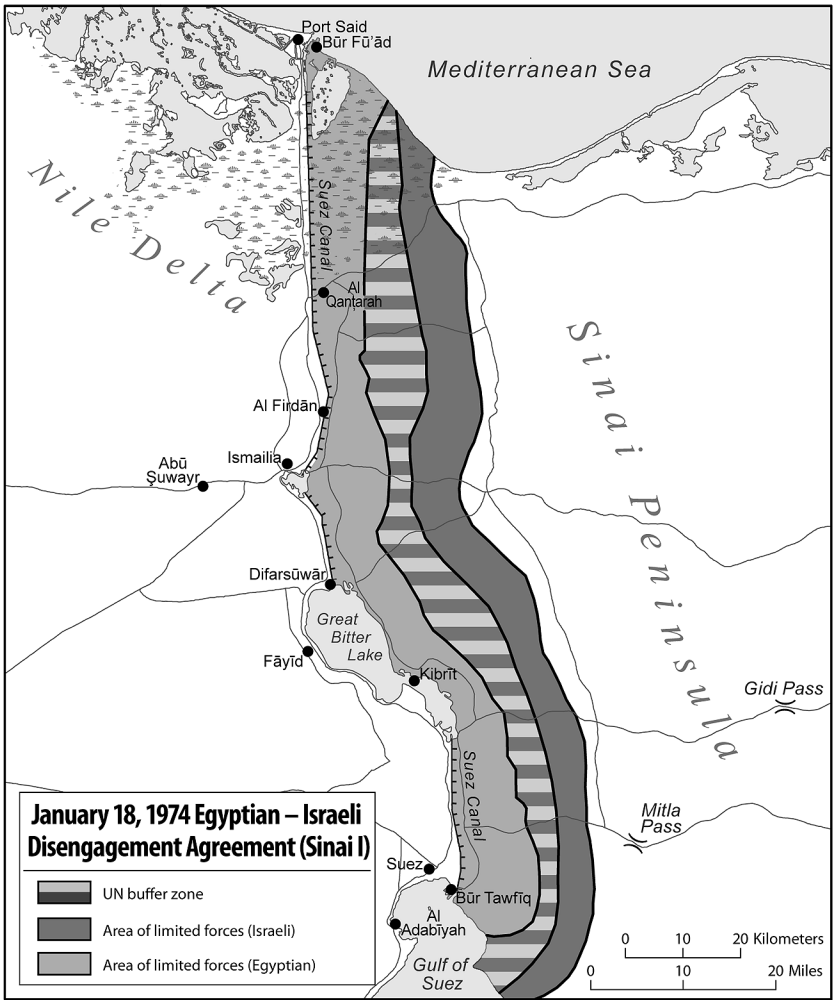 Port Said
Būr Fū'ād
Mediterranean Sea
Nile Delta
Suez Canal
Al
Qanṭarah
Sinai Peninsula
Al Firdān
Ismailia
Abū
Ṣuwayr
Difarsūwār
Great
Bitter
Lake
Fāyīd
Kibrīt
Gidi Pass
Suez Canal
Mitla
Pass
January 18, 1974 Egyptian – Israeli
Disengagement Agreement (Sinai I)
UN buffer zone
Area of limited forces (Israeli)
Area of limited forces (Egyptian)
Suez
Būr Tawfīq
Al
Adabīyah
Gulf of
Suez
0 10 20 Kilometers
0 10 20 Miles